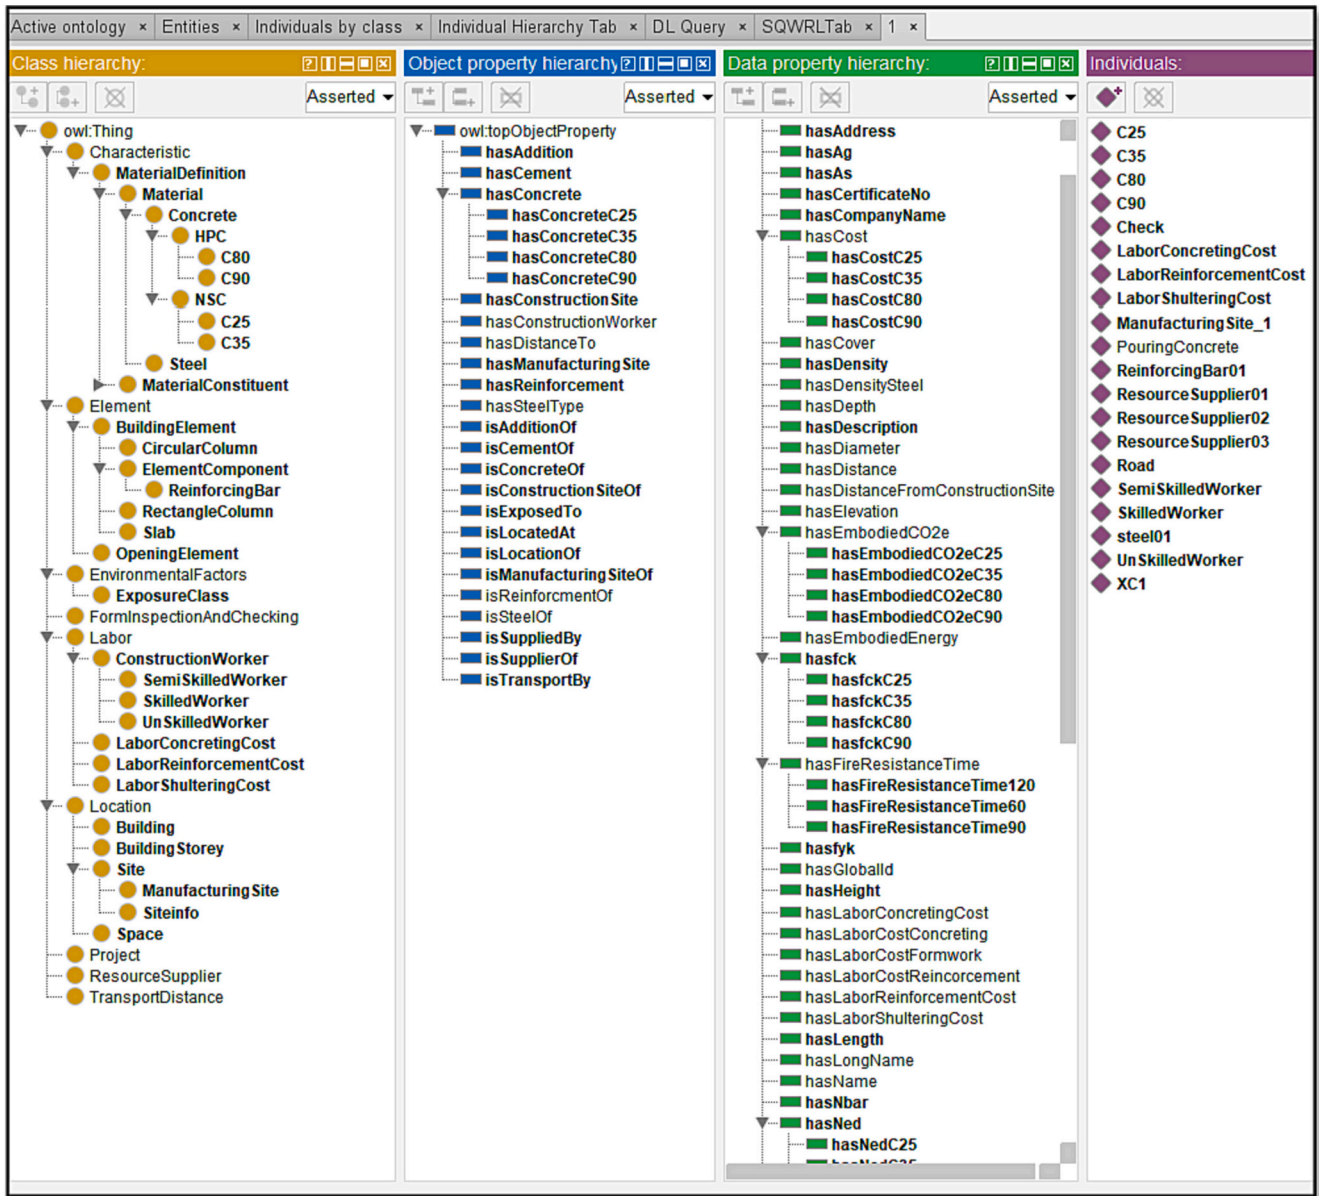 Active ontology × Entities × Individuals by class × Individual Hierarchy Tab × DL Query × SQWRLTab × 1 ×
Class hierarchy:
Asserted
owl:Thing
Characteristic
MaterialDefinition
Material
Concrete
HPC
C80
C90
NSC
C25
C35
Steel
MaterialConstituent
Element
BuildingElement
CircularColumn
ElementComponent
ReinforcingBar
RectangleColumn
Slab
OpeningElement
EnvironmentalFactors
ExposureClass
FormInspectionAndChecking
Labor
ConstructionWorker
SemiSkilledWorker
SkilledWorker
UnSkilledWorker
LaborConcretingCost
LaborReinforcementCost
LaborShulteringCost
Location
Building
BuildingStorey
Site
ManufacturingSite
Siteinfo
Space
Project
ResourceSupplier
TransportDistance
Object property hierarchy
Asserted
owl:topObjectProperty
hasAddition
hasCement
hasConcrete
hasConcreteC25
hasConcreteC35
hasConcreteC80
hasConcreteC90
hasConstructionSite
hasConstructionWorker
hasDistanceTo
hasManufacturingSite
hasReinforcement
hasSteelType
isAdditionOf
isCementOf
isConcreteOf
isConstructionSiteOf
isExposedTo
isLocatedAt
isLocationOf
isManufacturingSiteOf
isReinforcmentOf
isSteelOf
isSuppliedBy
isSupplierOf
isTransportBy
Data property hierarchy:
Asserted
hasAddress
hasAg
hasAs
hasCertificateNo
hasCompanyName
hasCost
hasCostC25
hasCostC35
hasCostC80
hasCostC90
hasCover
hasDensity
hasDensitySteel
hasDepth
hasDescription
hasDiameter
hasDistance
hasDistanceFromConstructionSite
hasElevation
hasEmbodiedCO2e
hasEmbodiedCO2eC25
hasEmbodiedCO2eC35
hasEmbodiedCO2eC80
hasEmbodiedCO2eC90
hasEmbodiedEnergy
hasfck
hasfckC25
hasfckC35
hasfckC80
hasfckC90
hasFireResistanceTime
hasFireResistanceTime120
hasFireResistanceTime60
hasFireResistanceTime90
hasfyk
hasGlobalId
hasHeight
hasLaborConcretingCost
hasLaborCostConcreting
hasLaborCostFormwork
hasLaborCostReincorcement
hasLaborReinforcementCost
hasLaborShulteringCost
hasLength
hasLongName
hasName
hasNbar
hasNed
hasNedC25
Individuals:
C25
C35
C80
C90
Check
LaborConcretingCost
LaborReinforcementCost
LaborShulteringCost
ManufacturingSite_1
PouringConcrete
ReinforcingBar01
ResourceSupplier01
ResourceSupplier02
ResourceSupplier03
Road
SemiSkilledWorker
SkilledWorker
steel01
UnSkilledWorker
XC1